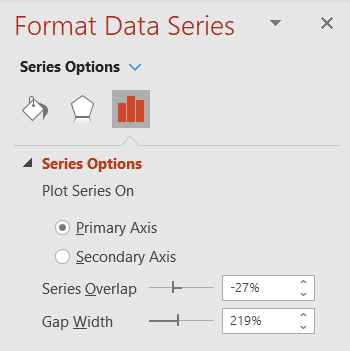 Format Data Series
Series Options
Series Options
Plot Series On
Primary Axis
Secondary Axis
Series Overlap -27%
Gap Width 219%